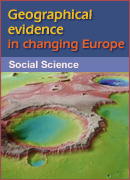 Geographical
evidence
in changing Europe
Social Science